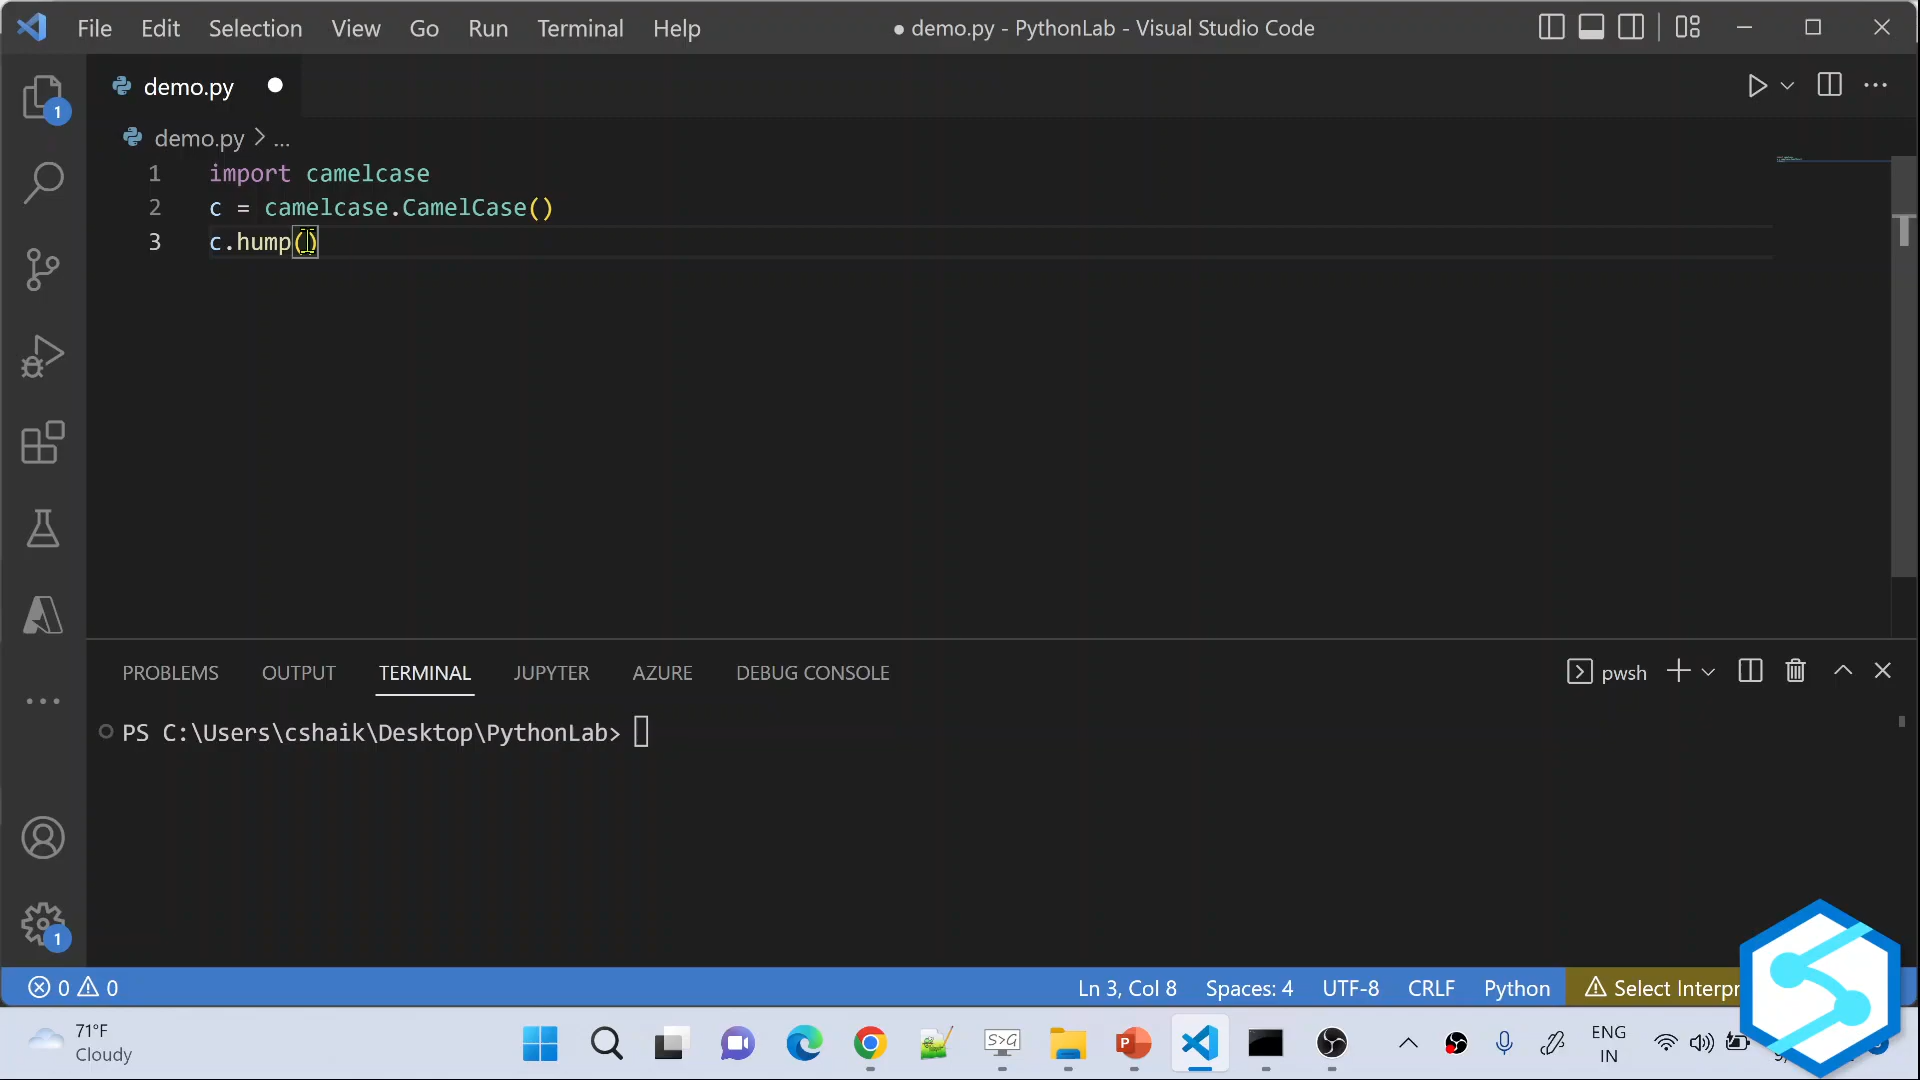 File Edit Selection View Go Run Terminal Help ● demo.py - PythonLab - Visual Studio Code
demo.py
1
demo.py > ...
1 import camelcase
2 c = camelcase.CamelCase()
3 c.hump()
PROBLEMS OUTPUT TERMINAL JUPYTER AZURE DEBUG CONSOLE pwsh
PS C:\Users\cshaik\Desktop\PythonLab>
1
0 0 Ln 3, Col 8 Spaces: 4 UTF-8 CRLF Python Select Interpr
71°F
Cloudy
S>G
P
ENG
IN